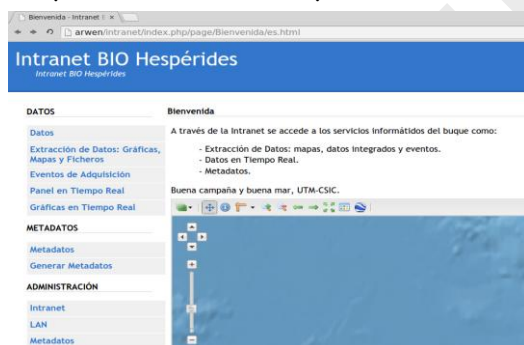 Bienvenida - Intranet
arwen/intranet/index.php/page/Bienvenida/es.html
Intranet BIO Hespérides
Intranet BIO Hespérides
DATOS
Datos
Extracción de Datos: Gráficas,
Mapas y Ficheros
Eventos de Adquisición
Panel en Tiempo Real
Gráficas en Tiempo Real
METADATOS
Metadatos
Generar Metadatos
ADMINISTRACIÓN
Intranet
LAN
Metadatos
Bienvenida
A través de la Intranet se accede a los servicios informátidos del buque como:
- Extracción de Datos: mapas, datos integrados y eventos.
- Datos en Tiempo Real.
- Metadatos.
Buena campaña y buena mar, UTM-CSIC.